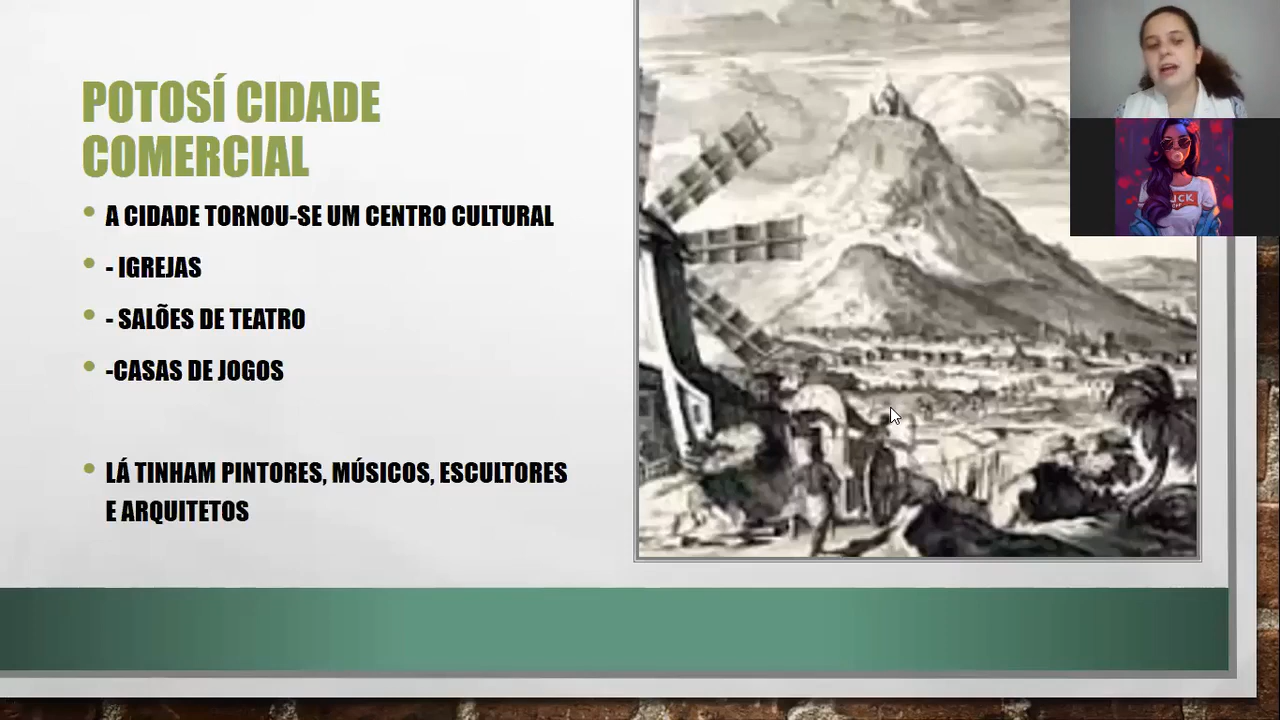 POTOSÍ CIDADE
COMERCIAL
• A CIDADE TORNOU-SE UM CENTRO CULTURAL
• - IGREJAS
• - SALÕES DE TEATRO
• -CASAS DE JOGOS
• LÁ TINHAM PINTORES, MÚSICOS, ESCULTORES
E ARQUITETOS